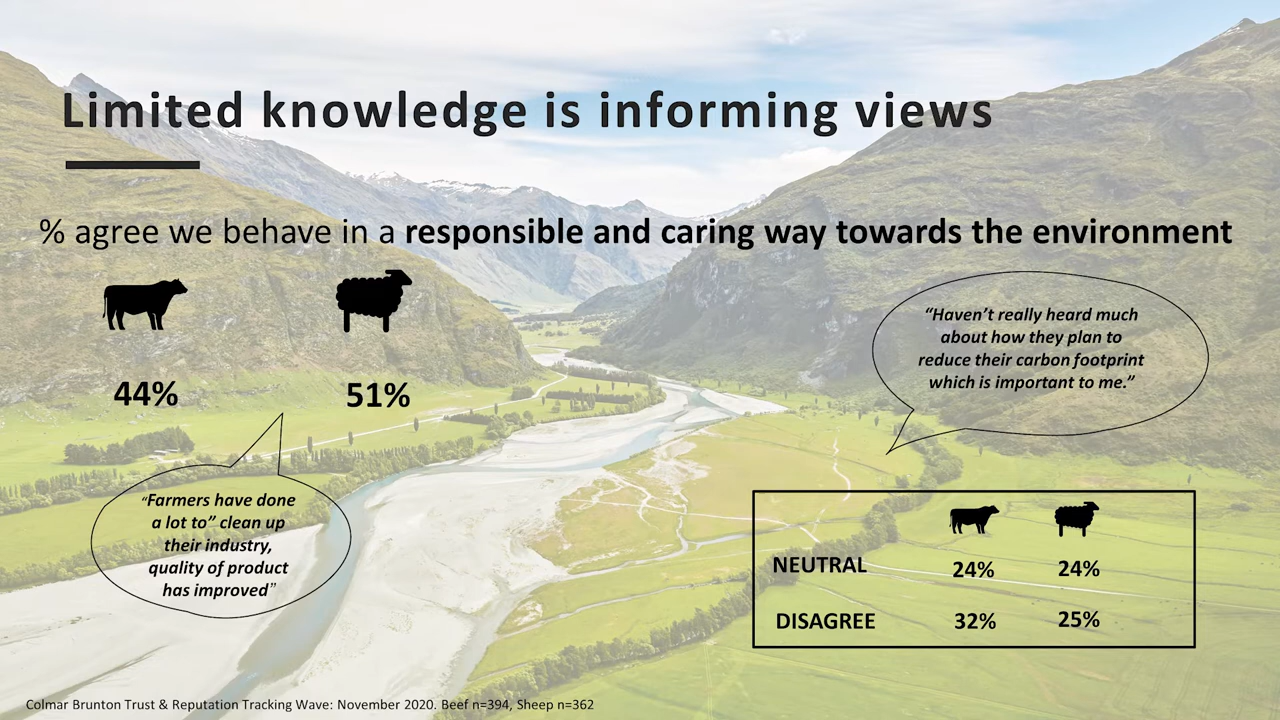 Limited knowledge is informing views
% agree we behave in a responsible and caring way towards the environment
44%
51%
“Haven’t really heard much
about how they plan to
reduce their carbon footprint
which is important to me.”
“Farmers have done
a lot to” clean up
their industry,
quality of product
has improved”
NEUTRAL 24% 24%
DISAGREE 32% 25%
Colmar Brunton Trust & Reputation Tracking Wave: November 2020. Beef n=394, Sheep n=362